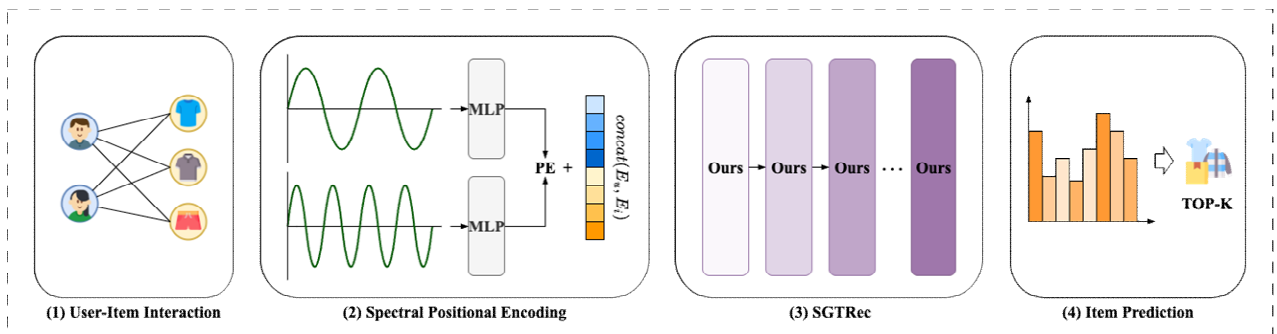 MLP
PE +
concat(E_u, E_i)
MLP
Ours
Ours
Ours
...
Ours
TOP-K
(1) User-Item Interaction
(2) Spectral Positional Encoding
(3) SGTRec
(4) Item Prediction